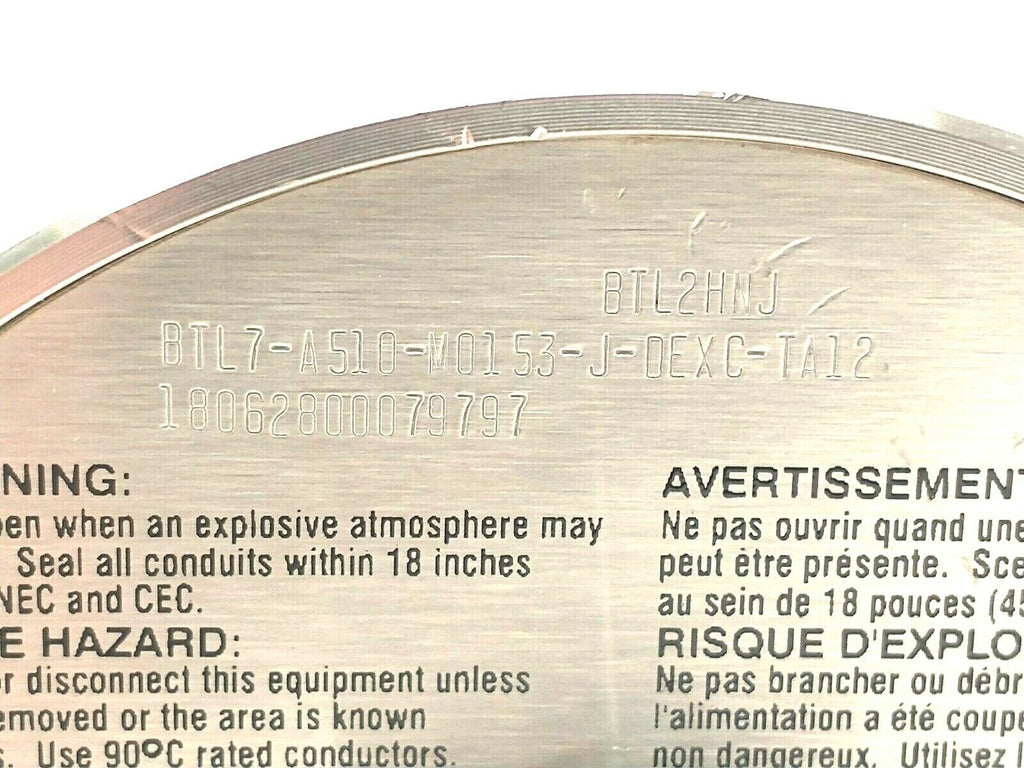 BTL2HNJ
BTL7-A510-M0153-J-DEXC-TA12
18062800079797
NING:
pen when an explosive atmosphere may
Seal all conduits within 18 inches
NEC and CEC.
E HAZARD:
or disconnect this equipment unless
emoved or the area is known
s. Use 90°C rated conductors.
AVERTISSEMENT
Ne pas ouvrir quand une
peut être présente. Sce
au sein de 18 pouces (45
RISQUE D'EXPLO
Ne pas brancher ou débr
l'alimentation a été coupé
non dangereux. Utilisez l